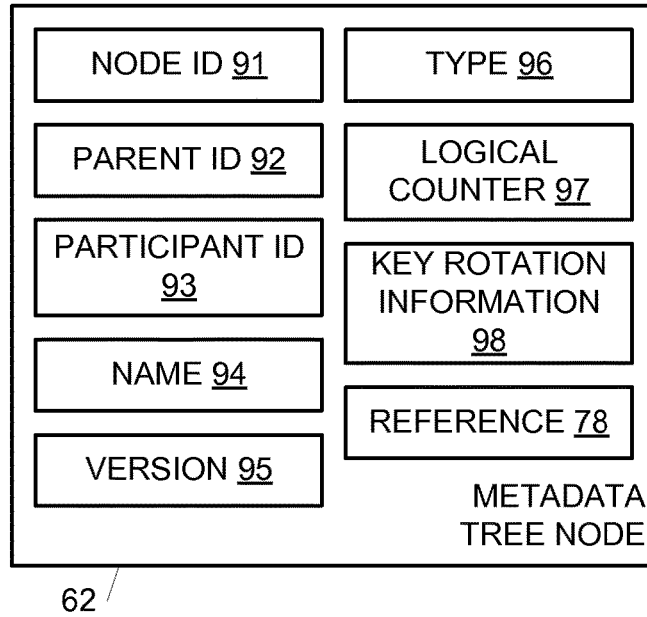 NODE ID 91
PARENT ID 92
PARTICIPANT ID
93
NAME 94
VERSION 95
TYPE 96
LOGICAL
COUNTER 97
KEY ROTATION
INFORMATION
98
REFERENCE 78
METADATA
TREE NODE
62